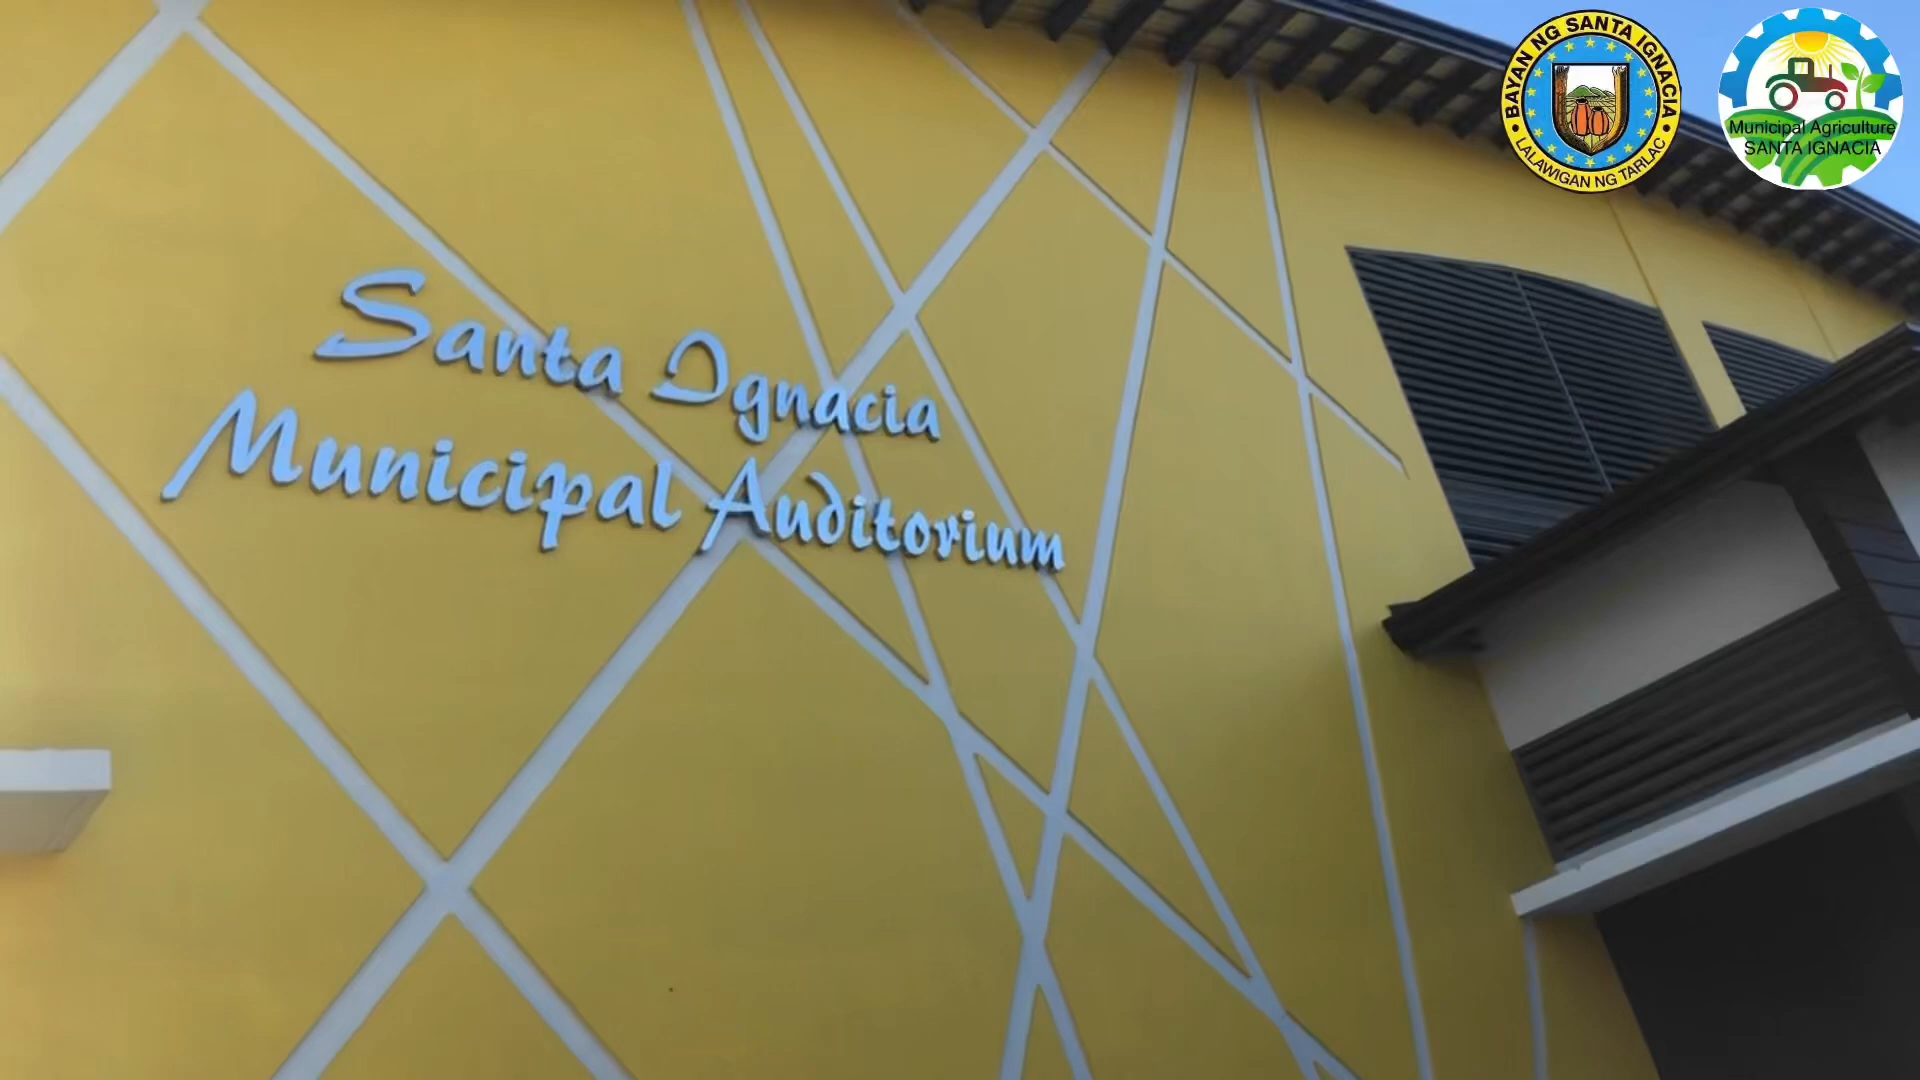 BAYAN NG SANTA IGNACIA
LALAWIGAN NG TARLAC
Municipal Agriculture
SANTA IGNACIA
Santa Ignacia
Municipal Auditorium